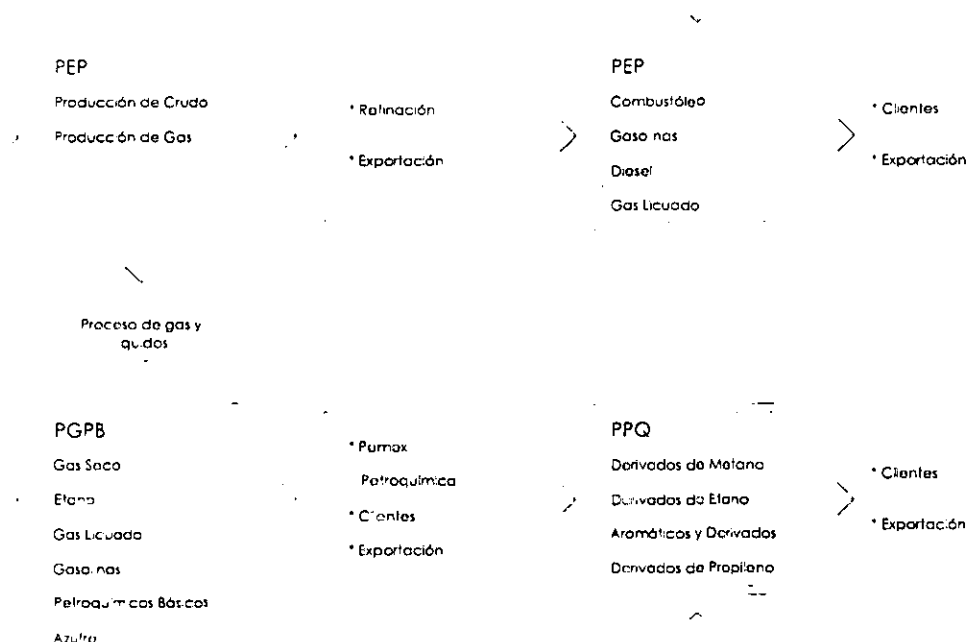 PEP
Producción de Crudo
Producción de Gas
* Refinación
* Exportación
PEP
Combustóleo
Gasolinas
Diesel
Gas Licuado
* Clientes
* Exportación
Proceso de gas y
líquidos
PGPB
Gas Seco
Etano
Gas Licuado
Gasolinas
Petroquímicos Básicos
Azufre
* Pemex
Petroquímica
* Clientes
* Exportación
PPQ
Derivados de Metano
Derivados de Etano
Aromáticos y Derivados
Derivados de Propileno
* Clientes
* Exportación